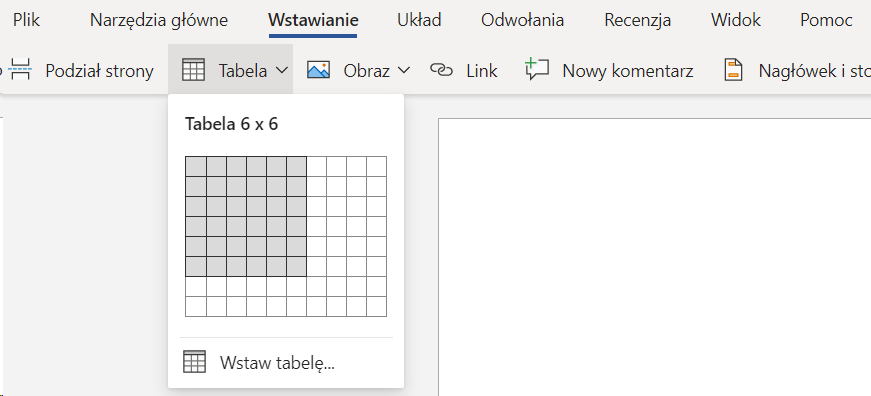 Plik Narzędzia główne Wstawianie Układ Odwołania Recenzja Widok Pomoc
Podział strony Tabela Obraz Link Nowy komentarz Nagłówek i sto
Tabela 6 x 6
Wstaw tabelę...